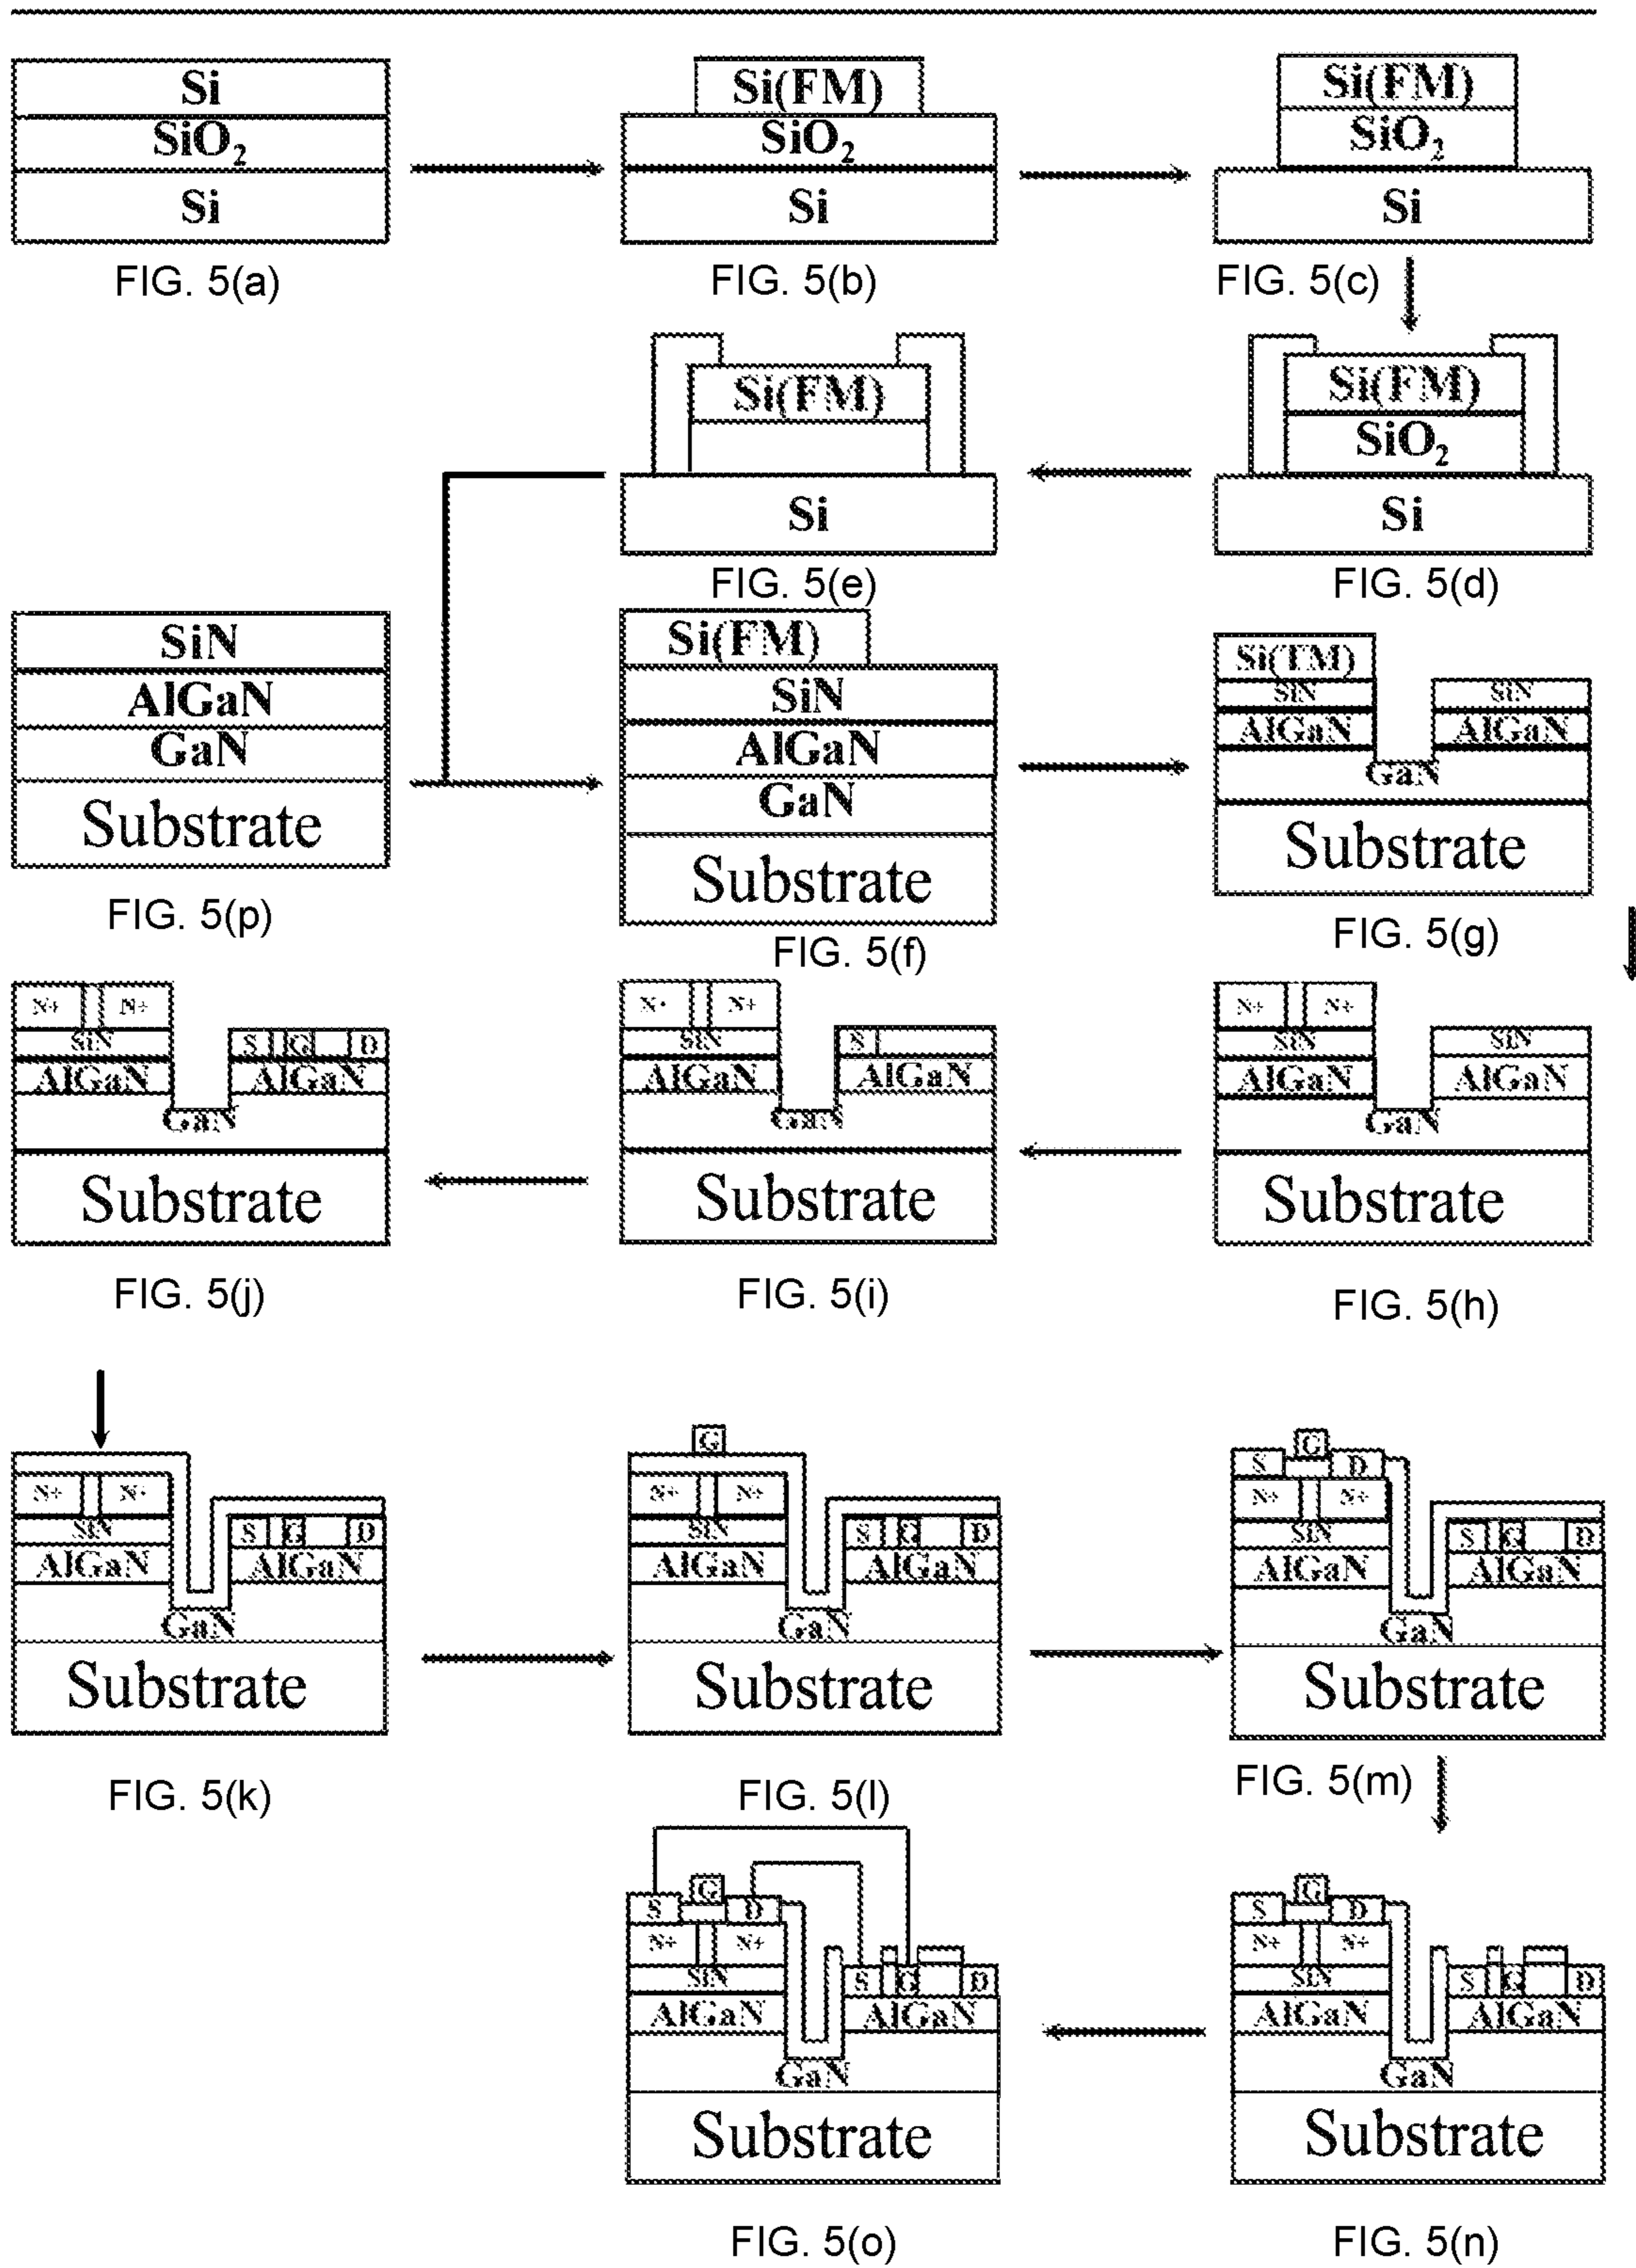 Si
SiO₂
Si
FIG. 5(a)
Si(FM)
SiO₂
Si
FIG. 5(b)
Si(FM)
SiO₂
Si
FIG. 5(c)
Si(FM)
Si
FIG. 5(e)
Si(FM)
SiO₂
Si
FIG. 5(d)
SiN
AlGaN
GaN
Substrate
FIG. 5(p)
Si(FM)
SiN
AlGaN
GaN
Substrate
FIG. 5(f)
Si(TM)
SiN SiN
AlGaN AlGaN
GaN
Substrate
FIG. 5(g)
N+ N+
SiN S G D
AlGaN AlGaN
GaN
Substrate
FIG. 5(j)
N+ N+
SiN S
AlGaN AlGaN
GaN
Substrate
FIG. 5(i)
N+ N+
SiN SiN
AlGaN AlGaN
GaN
Substrate
FIG. 5(h)
N+ N+
SiN S G D
AlGaN AlGaN
GaN
Substrate
FIG. 5(k)
G
N+ N+
SiN S G D
AlGaN AlGaN
GaN
Substrate
FIG. 5(l)
G
S D
N+ N+
SiN S G D
AlGaN AlGaN
GaN
Substrate
FIG. 5(m)
G
S D
N+ N+
SiN S G D
AlGaN AlGaN
GaN
Substrate
FIG. 5(o)
G
S D
N+ N+
SiN S G D
AlGaN AlGaN
GaN
Substrate
FIG. 5(n)